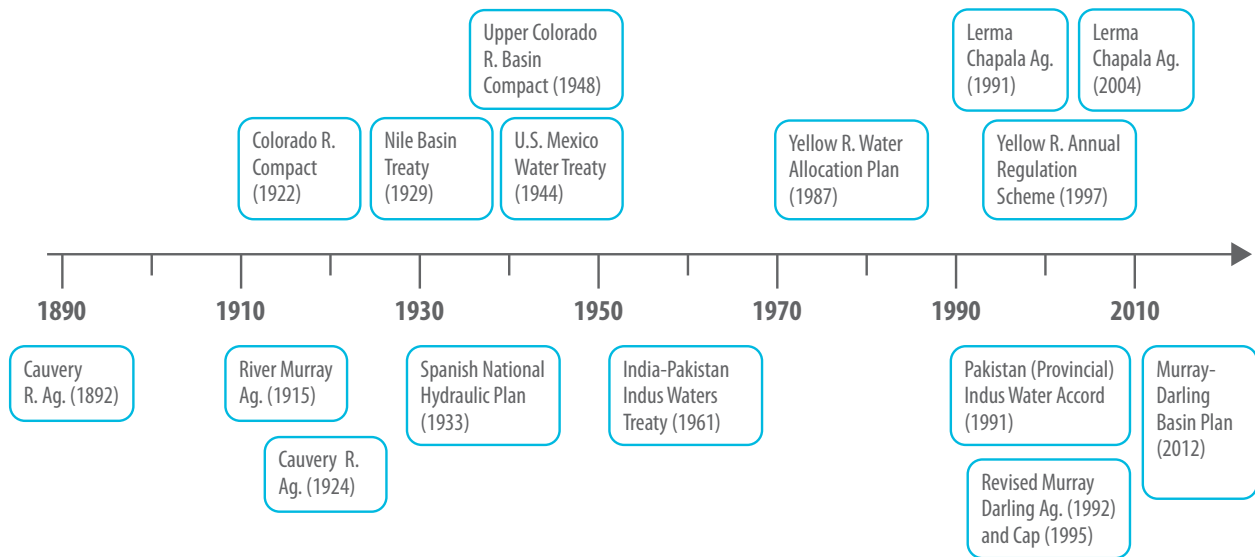 Upper Colorado
R. Basin
Compact (1948)
Lerma
Chapala Ag.
(1991)
Lerma
Chapala Ag.
(2004)
Colorado R.
Compact
(1922)
Nile Basin
Treaty
(1929)
U.S. Mexico
Water Treaty
(1944)
Yellow R. Water
Allocation Plan
(1987)
Yellow R. Annual
Regulation
Scheme (1997)
1890
1910
1930
1950
1970
1990
2010
Cauvery
R. Ag. (1892)
River Murray
Ag. (1915)
Spanish National
Hydraulic Plan
(1933)
India-Pakistan
Indus Waters
Treaty (1961)
Pakistan (Provincial)
Indus Water Accord
(1991)
Murray-
Darling
Basin Plan
(2012)
Cauvery R.
Ag. (1924)
Revised Murray
Darling Ag. (1992)
and Cap (1995)